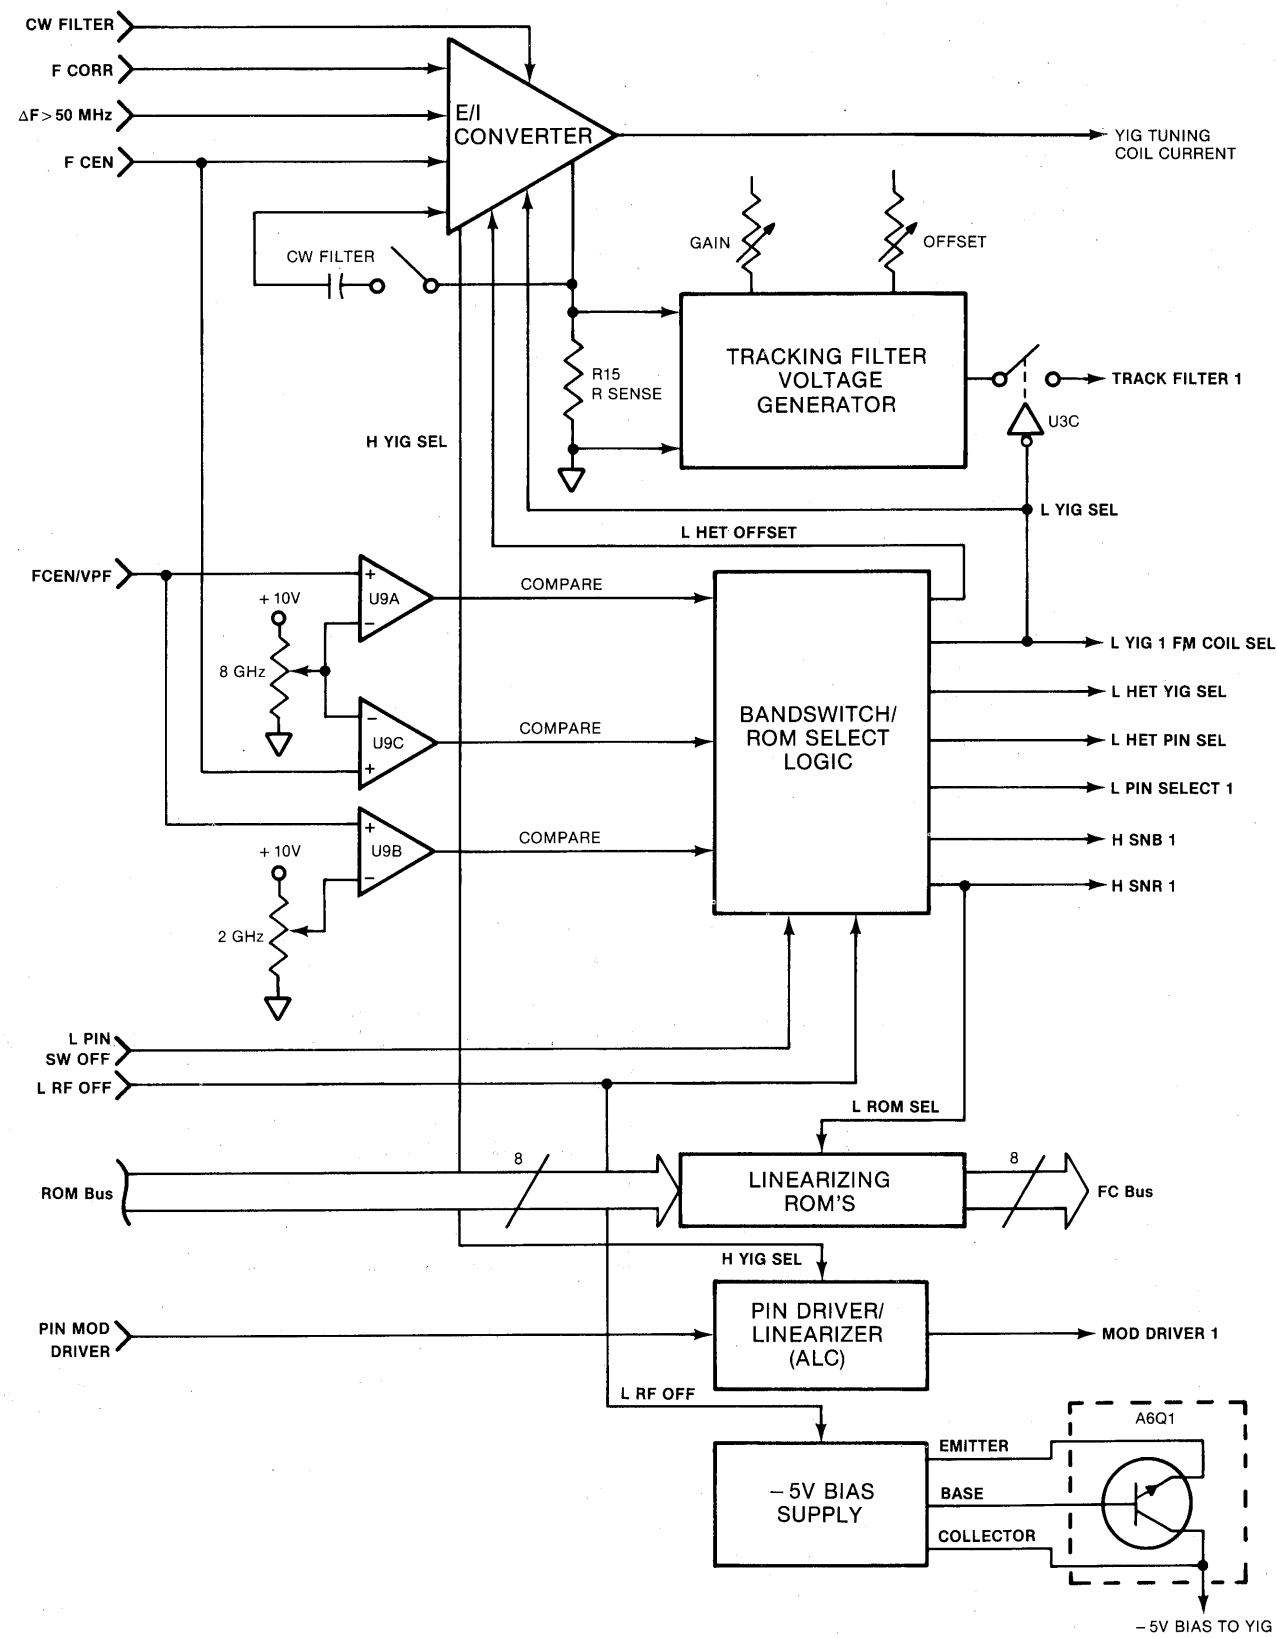 CW FILTER
F CORR
ΔF > 50 MHz
F CEN
E/I
CONVERTER
YIG TUNING
COIL CURRENT
CW FILTER
GAIN
OFFSET
R15
R SENSE
TRACKING FILTER
VOLTAGE
GENERATOR
TRACK FILTER 1
U3C
H YIG SEL
L YIG SEL
L HET OFFSET
FCEN/VPF
+ 10V
8 GHz
+
U9A
−
COMPARE
−
U9C
+
COMPARE
+
U9B
−
COMPARE
+ 10V
2 GHz
BANDSWITCH/
ROM SELECT
LOGIC
L YIG 1 FM COIL SEL
L HET YIG SEL
L HET PIN SEL
L PIN SELECT 1
H SNB 1
H SNR 1
L PIN
SW OFF
L RF OFF
L ROM SEL
ROM Bus
8
LINEARIZING
ROM'S
8
FC Bus
H YIG SEL
PIN MOD
DRIVER
PIN DRIVER/
LINEARIZER
(ALC)
MOD DRIVER 1
L RF OFF
− 5V BIAS
SUPPLY
EMITTER
BASE
COLLECTOR
A6Q1
− 5V BIAS TO YIG